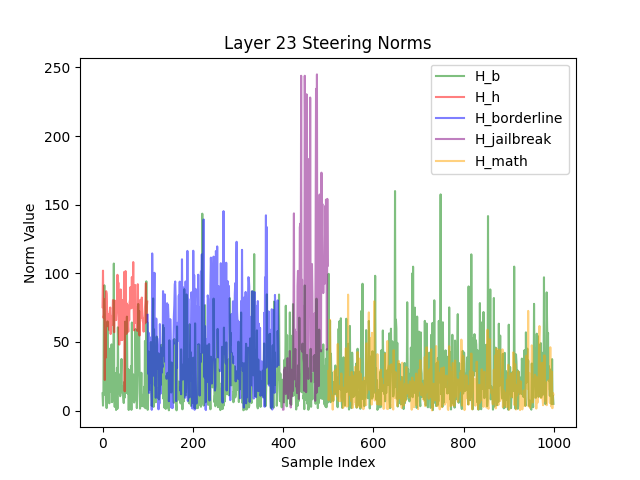 Layer 23 Steering Norms
250
200
150
100
50
0
Norm Value
H_b
H_h
H_borderline
H_jailbreak
H_math
0
200
400
600
800
1000
Sample Index